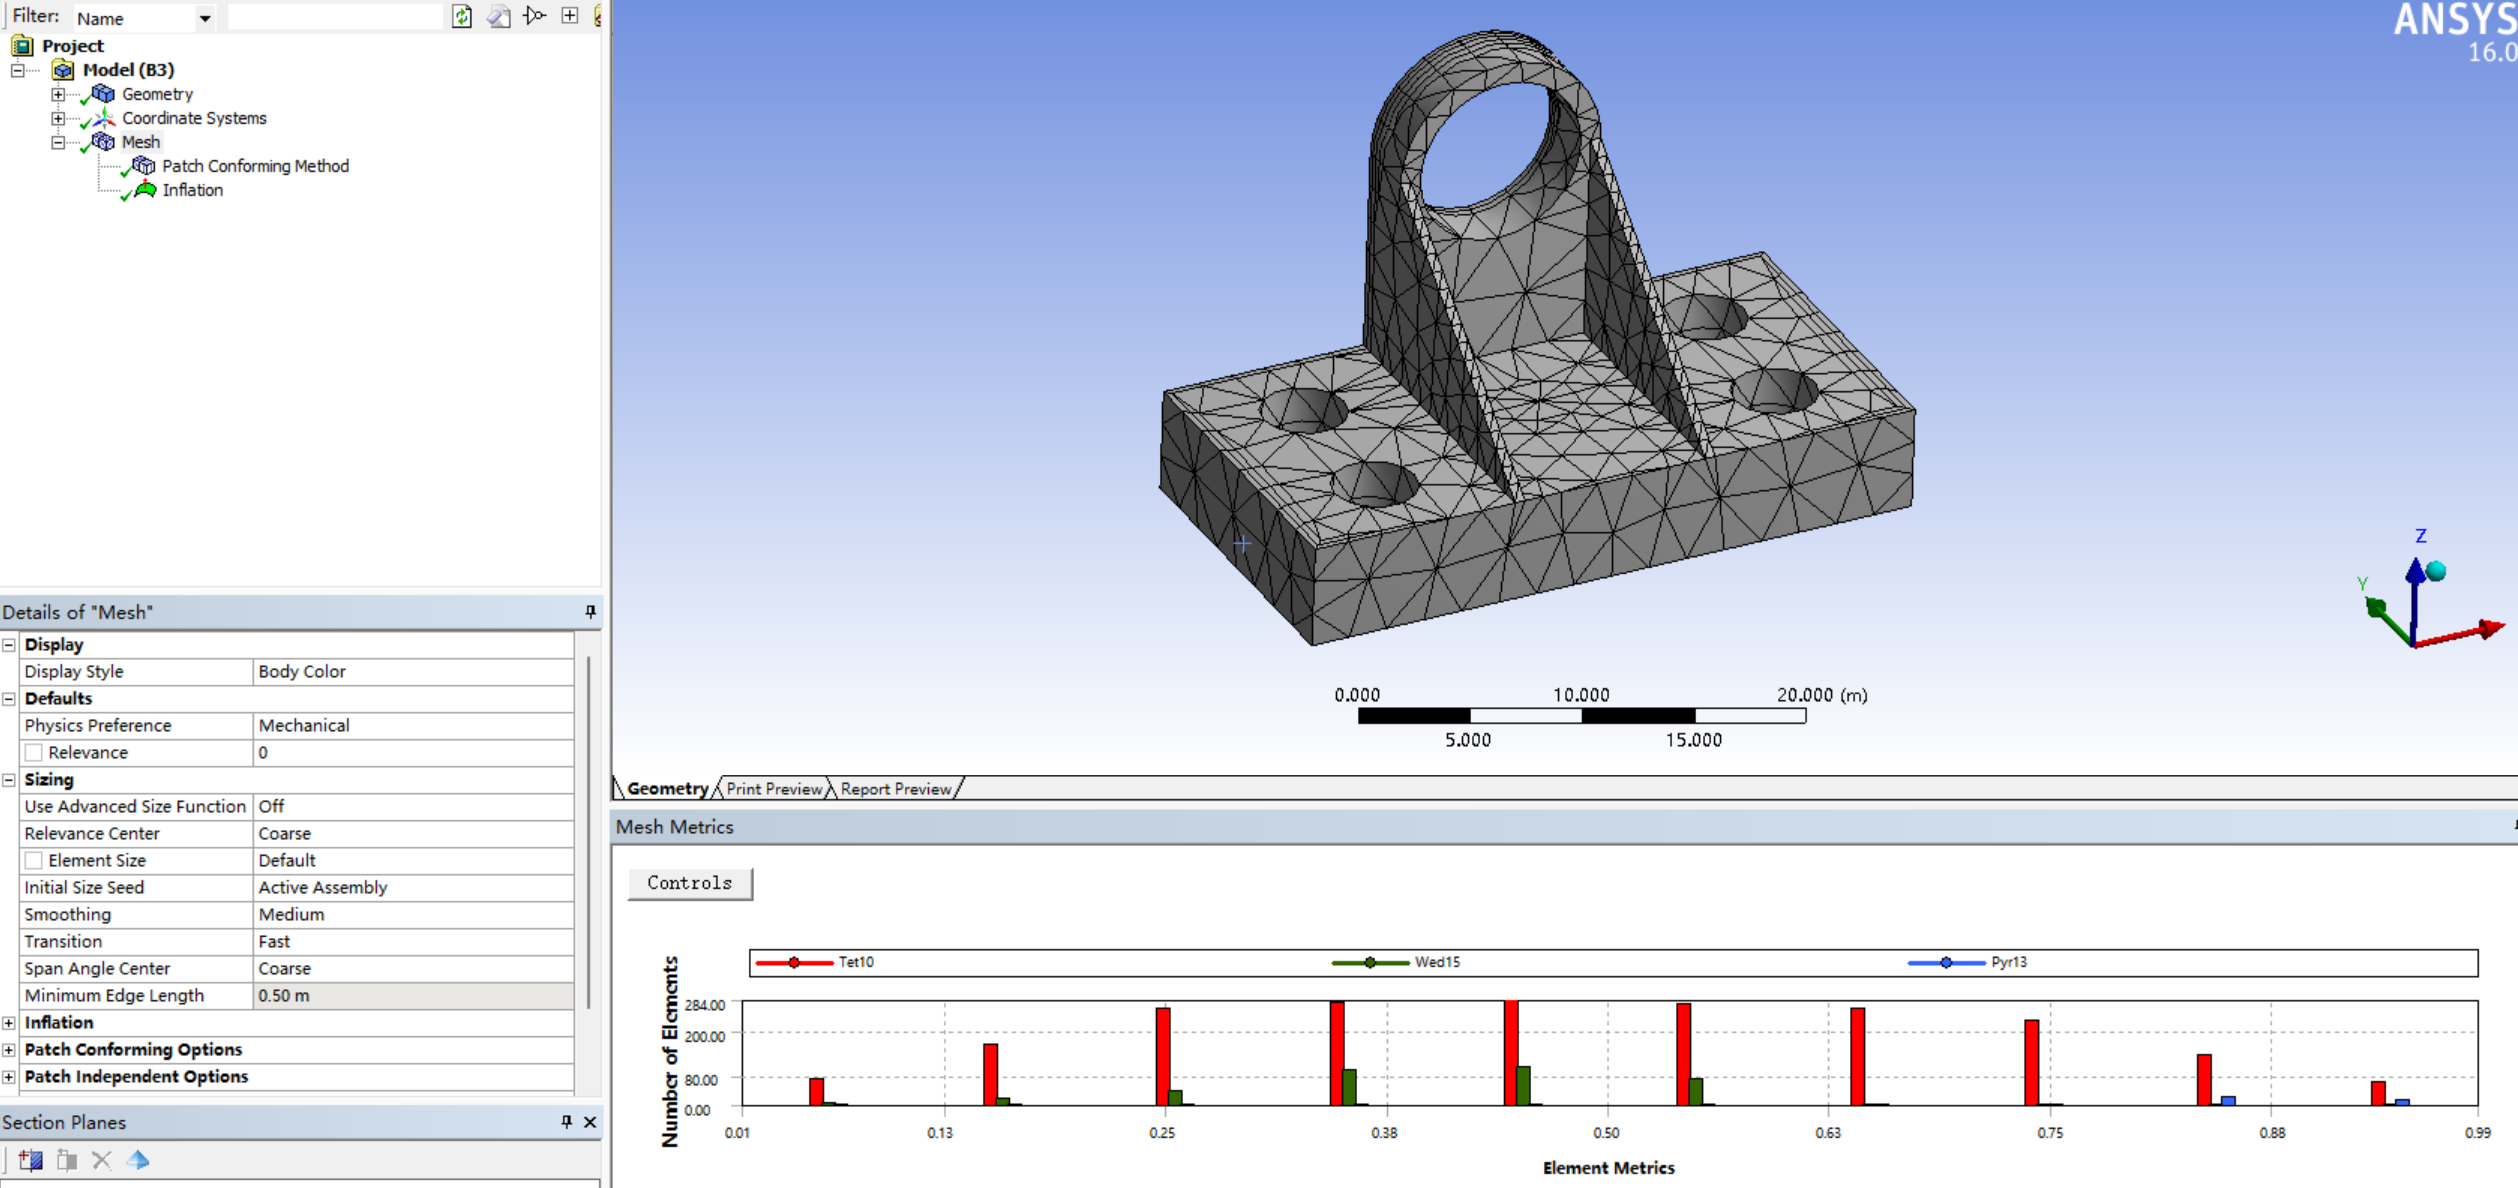 Filter: Name
Project
Model (B3)
Geometry
Coordinate Systems
Mesh
Patch Conforming Method
Inflation
Details of "Mesh"
Display
Display Style Body Color
Defaults
Physics Preference Mechanical
Relevance 0
Sizing
Use Advanced Size Function Off
Relevance Center Coarse
Element Size Default
Initial Size Seed Active Assembly
Smoothing Medium
Transition Fast
Span Angle Center Coarse
Minimum Edge Length 0.50 m
Inflation
Patch Conforming Options
Patch Independent Options
Section Planes
ANSYS
16.0
Z
Y
0.000 10.000 20.000 (m)
5.000 15.000
Geometry Print Preview Report Preview
Mesh Metrics
Controls
Tet10 Wed15 Pyr13
Number of Elements
284.00
200.00
80.00
0.00
0.01 0.13 0.25 0.38 0.50 0.63 0.75 0.88 0.99
Element Metrics